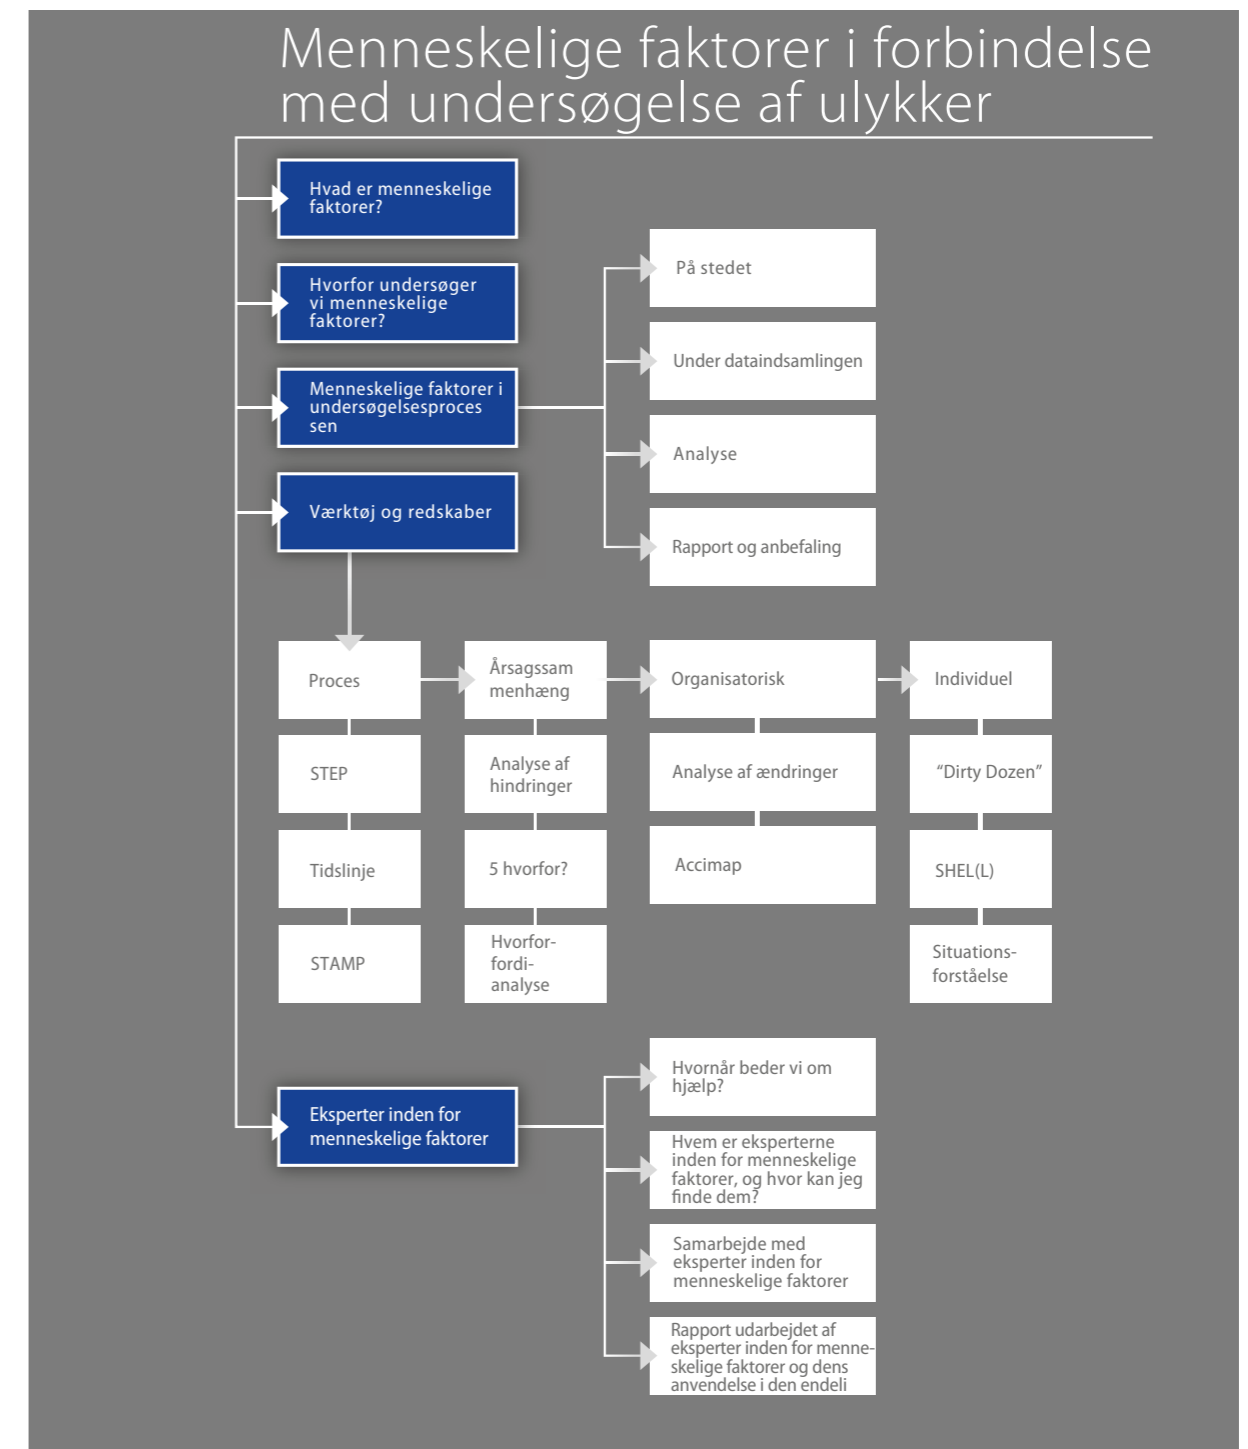 Menneskelige faktorer i forbindelse
med undersøgelse af ulykker
Hvad er menneskelige
faktorer?
Hvorfor undersøger
vi menneskelige
faktorer?
Menneskelige faktorer i
undersøgelsesproces
sen
På stedet
Under dataindsamlingen
Analyse
Rapport og anbefaling
Værktøj og redskaber
Proces
STEP
Tidslinje
STAMP
Årsagssam
menhæng
Analyse af
hindringer
5 hvorfor?
Hvorfor-
fordi-
analyse
Organisatorisk
Analyse af ændringer
Accimap
Individuel
“Dirty Dozen”
SHEL(L)
Situations-
forståelse
Eksperter inden for
menneskelige faktorer
Hvornår beder vi om
hjælp?
Hvem er eksperterne
inden for menneskelige
faktorer, og hvor kan jeg
finde dem?
Samarbejde med
eksperter inden for
menneskelige faktorer
Rapport udarbejdet af
eksperter inden for menne-
skelige faktorer og dens
anvendelse i den endeli